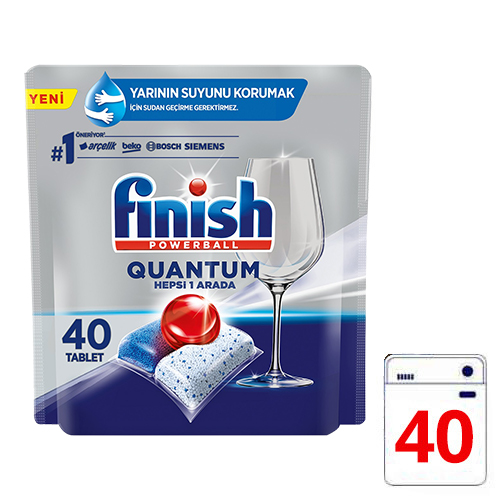 YENİ
YARININ SUYUNU KORUMAK
İÇİN SUDAN GEÇİRME GEREKTİRMEZ.
#1 ÖNERİYOR*
arçelik beko BOSCH SIEMENS
finish
POWERBALL
QUANTUM
HEPSİ 1 ARADA
40
TABLET
40